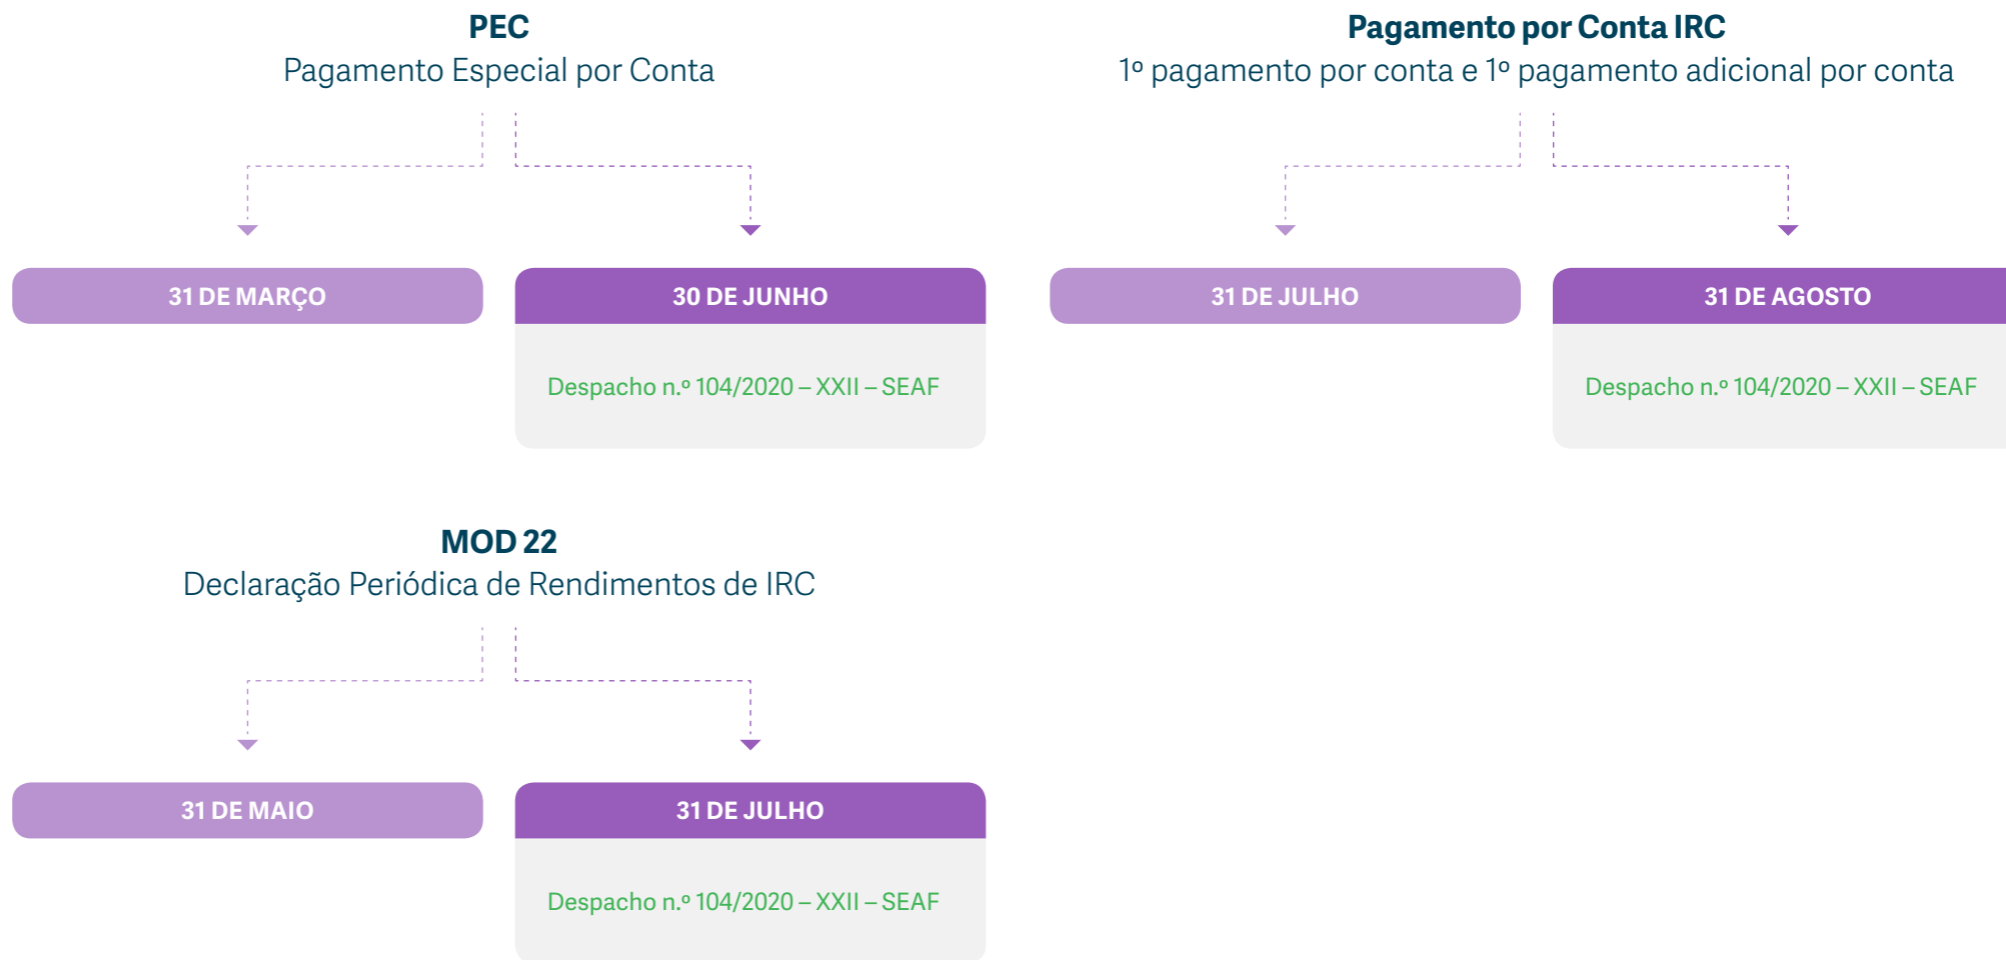 PEC
Pagamento Especial por Conta
31 DE MARÇO
30 DE JUNHO
Despacho n.º 104/2020 – XXII – SEAF
Pagamento por Conta IRC
1º pagamento por conta e 1º pagamento adicional por conta
31 DE JULHO
31 DE AGOSTO
Despacho n.º 104/2020 – XXII – SEAF
MOD 22
Declaração Periódica de Rendimentos de IRC
31 DE MAIO
31 DE JULHO
Despacho n.º 104/2020 – XXII – SEAF